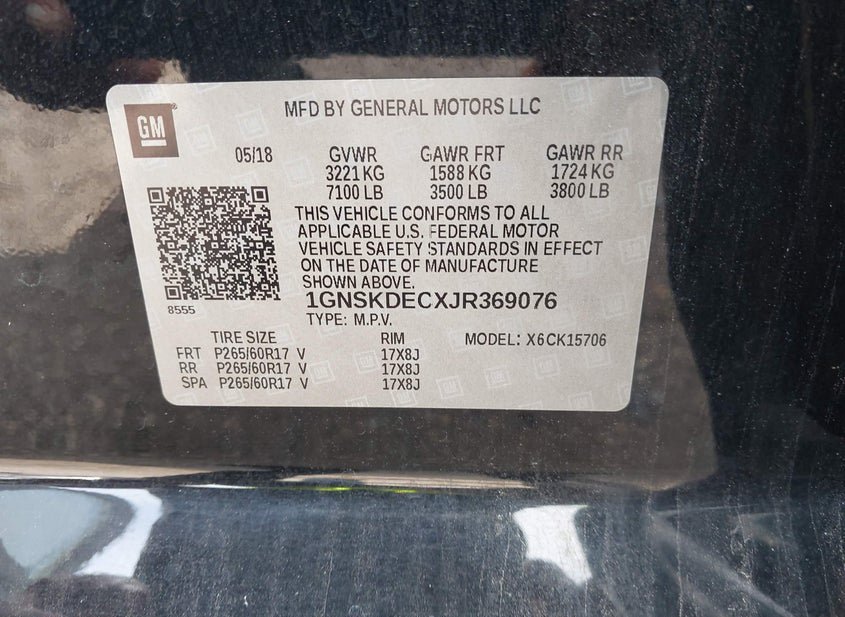 GM
MFD BY GENERAL MOTORS LLC
05/18 GVWR GAWR FRT GAWR RR
3221 KG 1588 KG 1724 KG
7100 LB 3500 LB 3800 LB
THIS VEHICLE CONFORMS TO ALL
APPLICABLE U.S. FEDERAL MOTOR
VEHICLE SAFETY STANDARDS IN EFFECT
ON THE DATE OF MANUFACTURE
SHOWN ABOVE.
8555
1GNSKDECXJR369076
TYPE: M.P.V.
TIRE SIZE RIM MODEL: X6CK15706
FRT P265/60R17 V 17X8J
RR P265/60R17 V 17X8J
SPA P265/60R17 V 17X8J